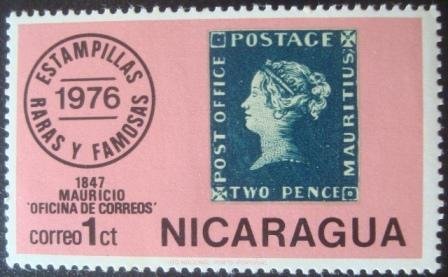 ESTAMPILLAS
1976
RARAS Y FAMOSAS
1847
MAURICIO
'OFICINA DE CORREOS'
correo 1 ct
POSTAGE
POST OFFICE
MAURITIUS
TWO PENCE
NICARAGUA